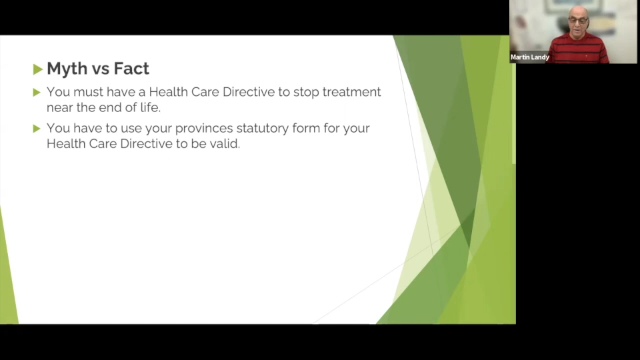 Myth vs Fact
You must have a Health Care Directive to stop treatment
near the end of life.
You have to use your provinces statutory form for your
Health Care Directive to be valid.
Martin Landy